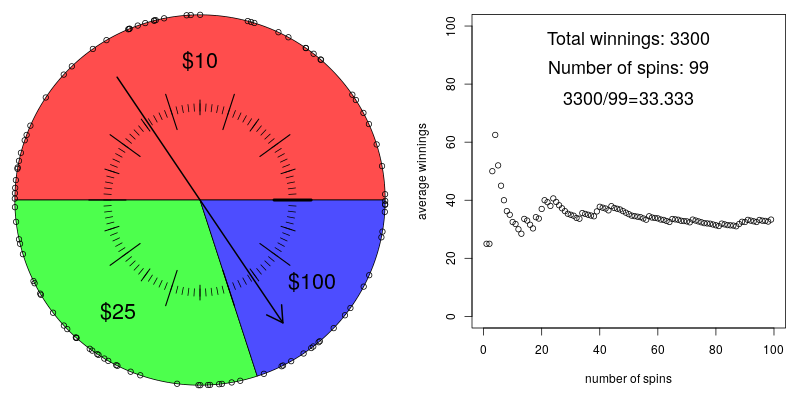 $10
$100
$25
Total winnings: 3300
Number of spins: 99
3300/99=33.333
average winnings
100
80
60
40
20
0
0 20 40 60 80 100
number of spins